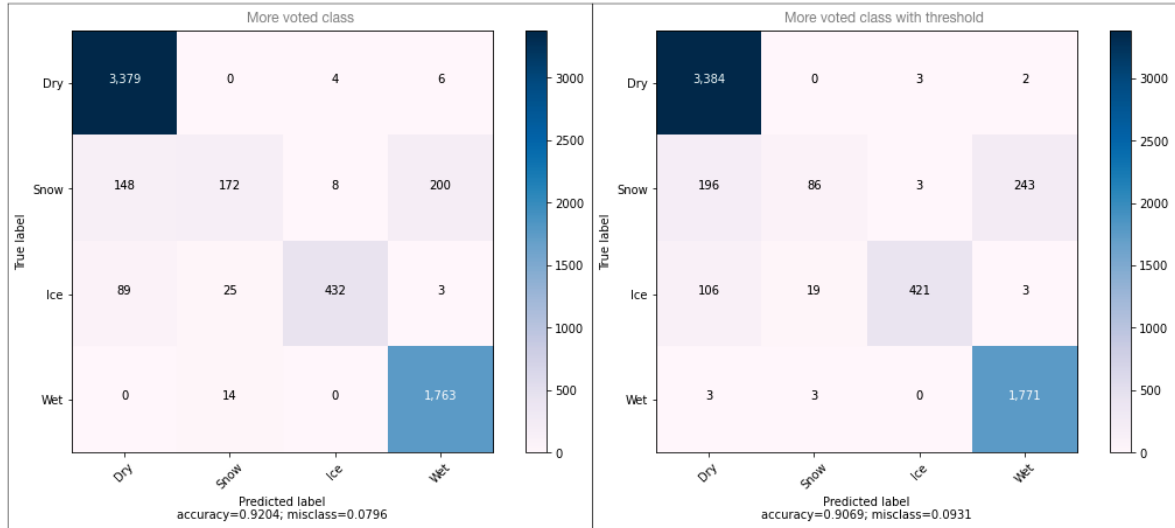 More voted class
Dry 3,379 0 4 6
Snow 148 172 8 200
Ice 89 25 432 3
Wet 0 14 0 1,763
Dry Snow Ice Wet
True label
Predicted label
accuracy=0.9204; misclass=0.0796
3000
2500
2000
1500
1000
500
0
More voted class with threshold
Dry 3,384 0 3 2
Snow 196 86 3 243
Ice 106 19 421 3
Wet 3 3 0 1,771
Dry Snow Ice Wet
True label
Predicted label
accuracy=0.9069; misclass=0.0931
3000
2500
2000
1500
1000
500
0